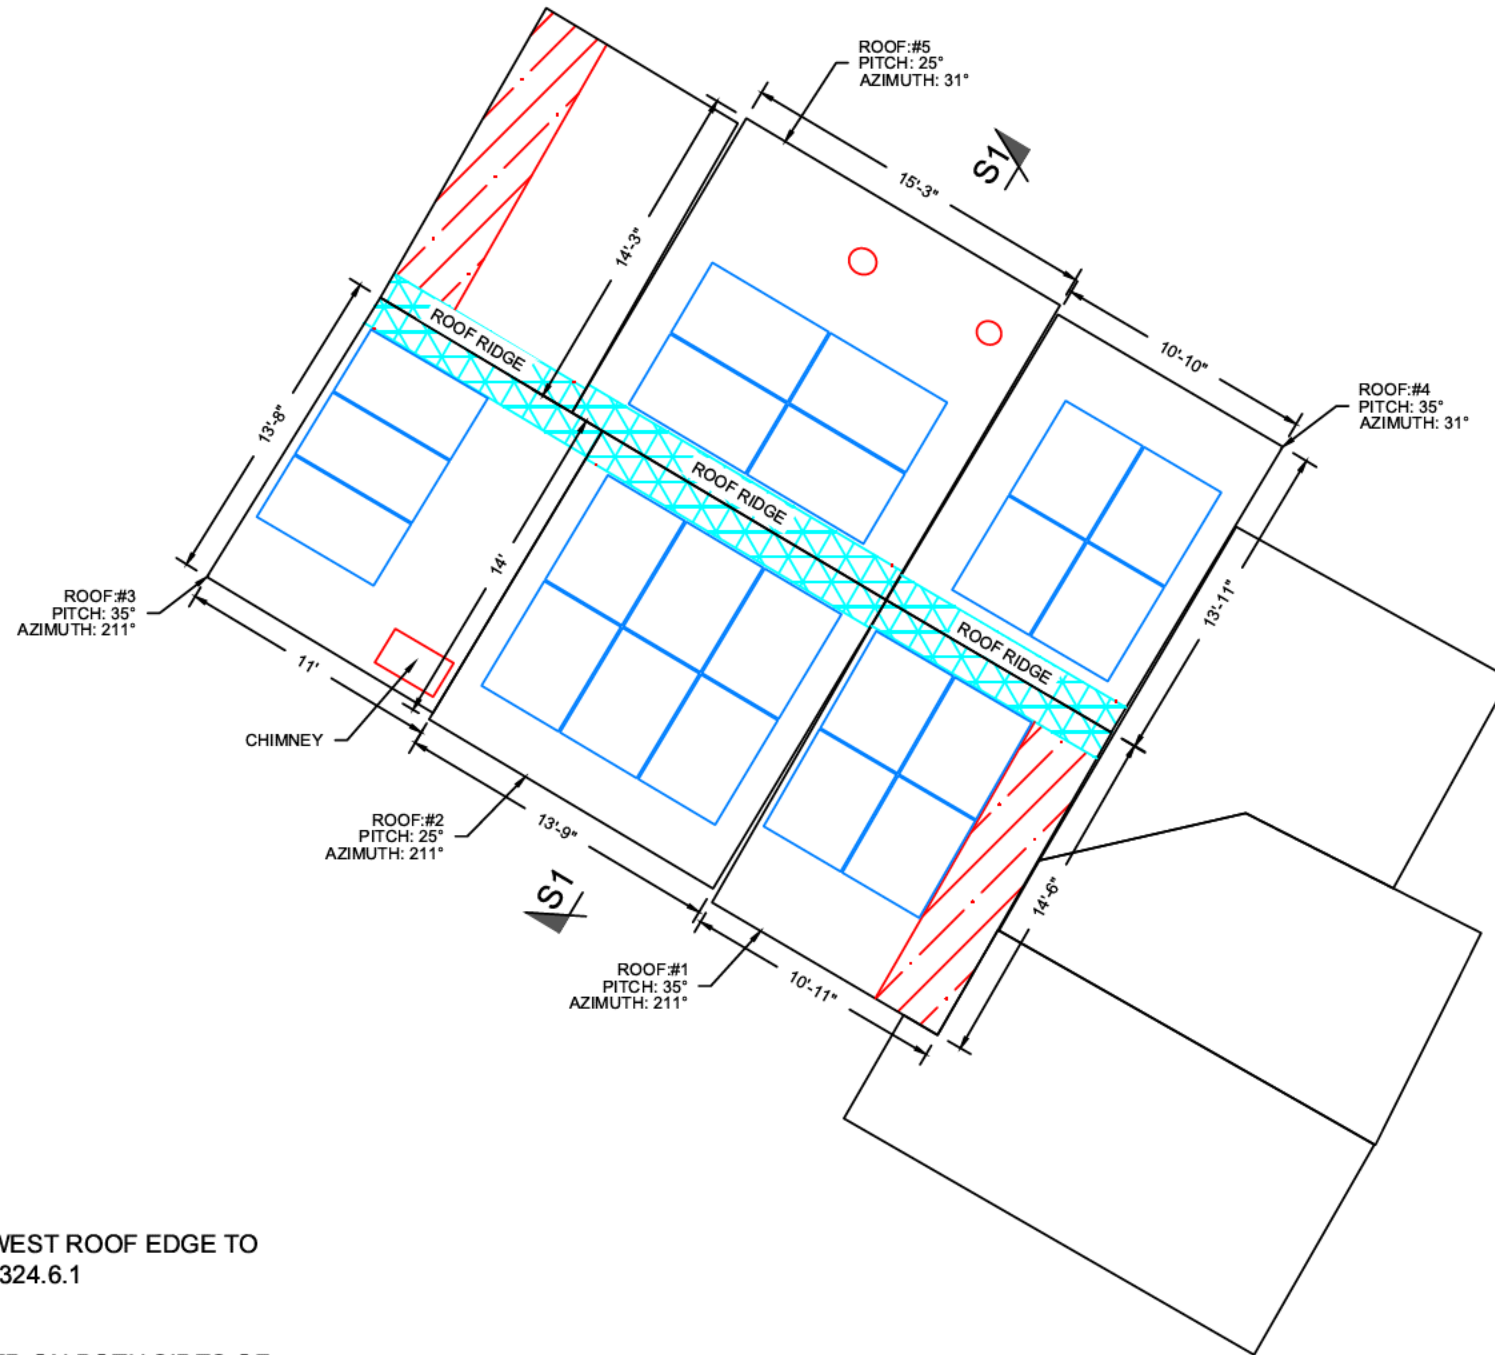 ROOF:#5
PITCH: 25°
AZIMUTH: 31°
S1
15'-3"
14'-3"
10'-10"
ROOF:#4
PITCH: 35°
AZIMUTH: 31°
ROOF RIDGE
13'-8"
ROOF RIDGE
14'
13'-11"
ROOF:#3
PITCH: 35°
AZIMUTH: 211°
ROOF RIDGE
11'
CHIMNEY
ROOF:#2
PITCH: 25°
AZIMUTH: 211°
13'-9"
S1
14'-6"
ROOF:#1
PITCH: 35°
AZIMUTH: 211°
10'-11"
WEST ROOF EDGE TO
324.6.1